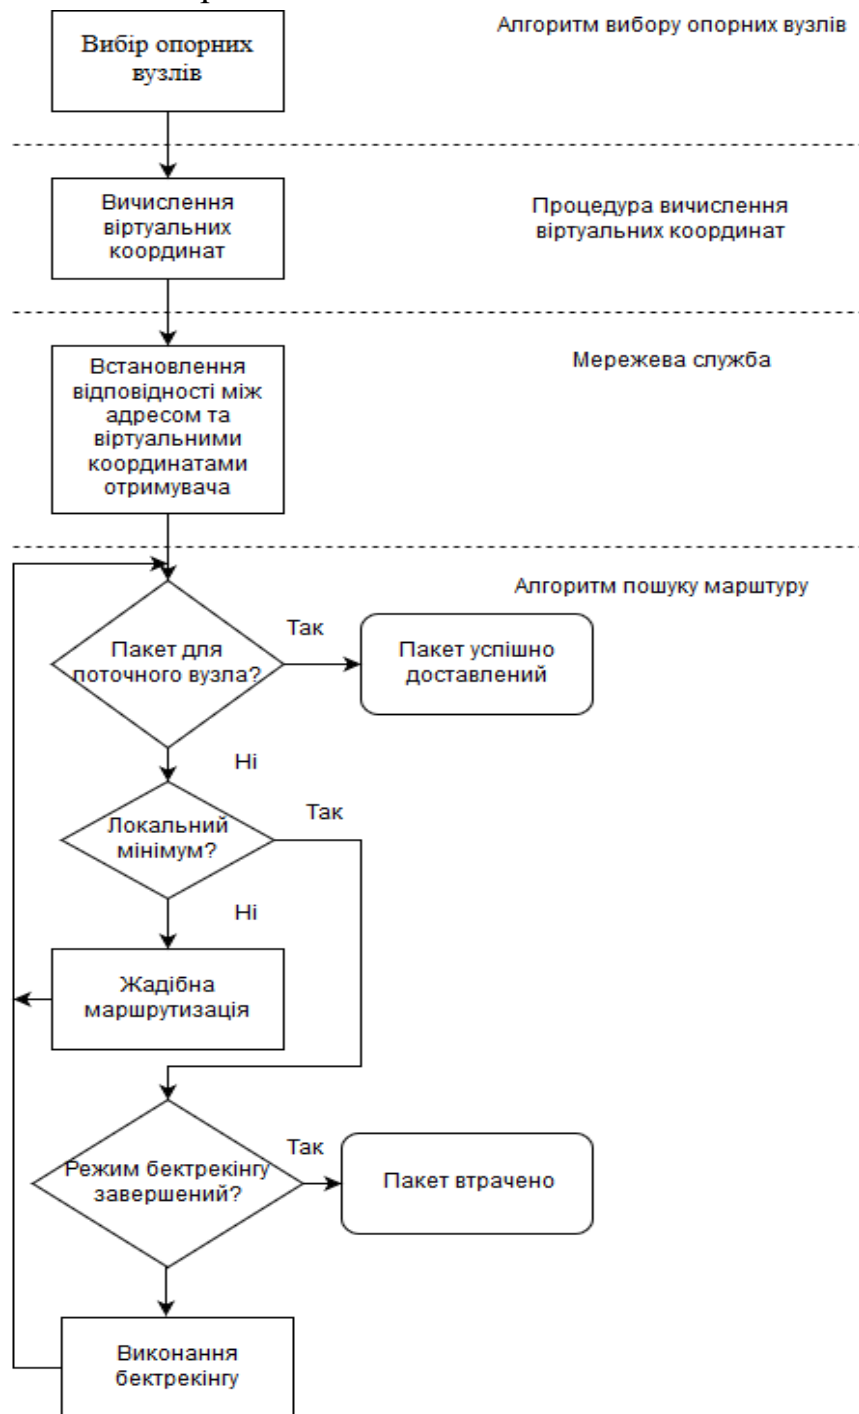 Алгоритм вибору опорних вузлів
Вибір опорних
вузлів
Вичислення
віртуальних
координат
Процедура вичислення
віртуальних координат
Встановлення
відповідності між
адресом та
віртуальними
координатами
отримувача
Мережева служба
Алгоритм пошуку марштуру
Пакет для
поточного вузла?
Так
Пакет успішно
доставлений
Ні
Локальний
мінімум?
Так
Ні
Жадібна
маршрутизація
Режим бектрекінгу
завершений?
Так
Пакет втрачено
Виконання
бектрекінгу